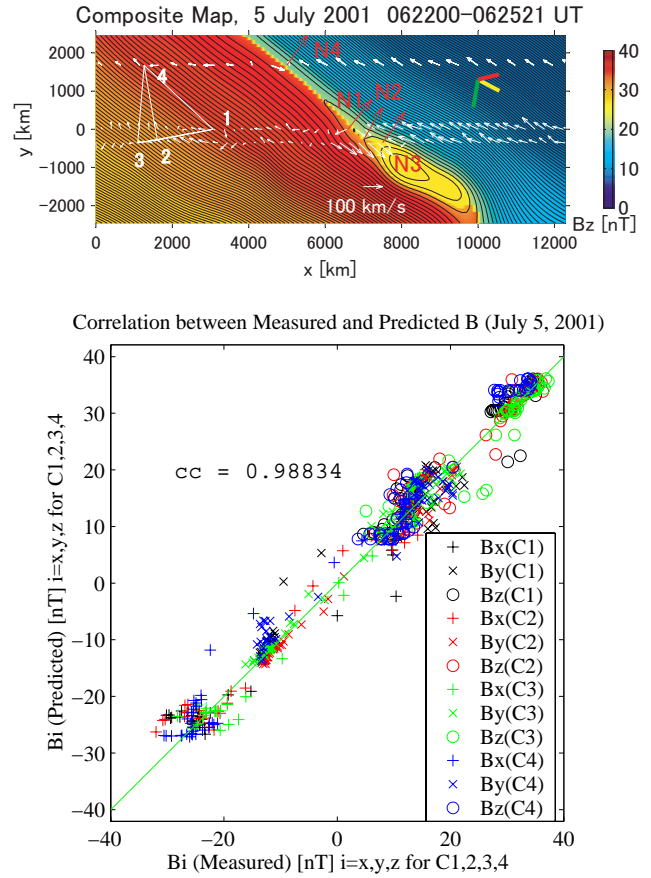 Composite Map, 5 July 2001 062200-062521 UT
2000
1000
0
-1000
-2000
y [km]
N4
4
N1
N2
1
3
2
N3
100 km/s
0
2000
4000
6000
8000
10000
12000
x [km]
40
30
20
10
0
Bz [nT]
Correlation between Measured and Predicted B (July 5, 2001)
40
30
20
10
0
-10
-20
-30
-40
Bi (Predicted) [nT] i=x,y,z for C1,2,3,4
cc = 0.98834
Bx(C1)
By(C1)
Bz(C1)
Bx(C2)
By(C2)
Bz(C2)
Bx(C3)
By(C3)
Bz(C3)
Bx(C4)
By(C4)
Bz(C4)
-40
-20
0
20
40
Bi (Measured) [nT] i=x,y,z for C1,2,3,4